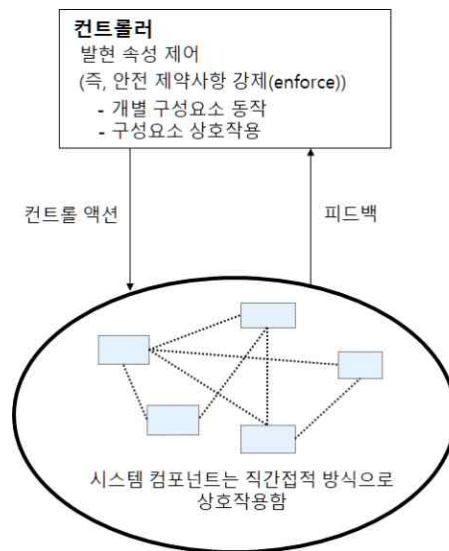 컨트롤러
발현 속성 제어
(즉, 안전 제약사항 강제(enforce))
- 개별 구성요소 동작
- 구성요소 상호작용
컨트롤 액션
피드백
시스템 컴포넌트는 직간접적 방식으로
상호작용함